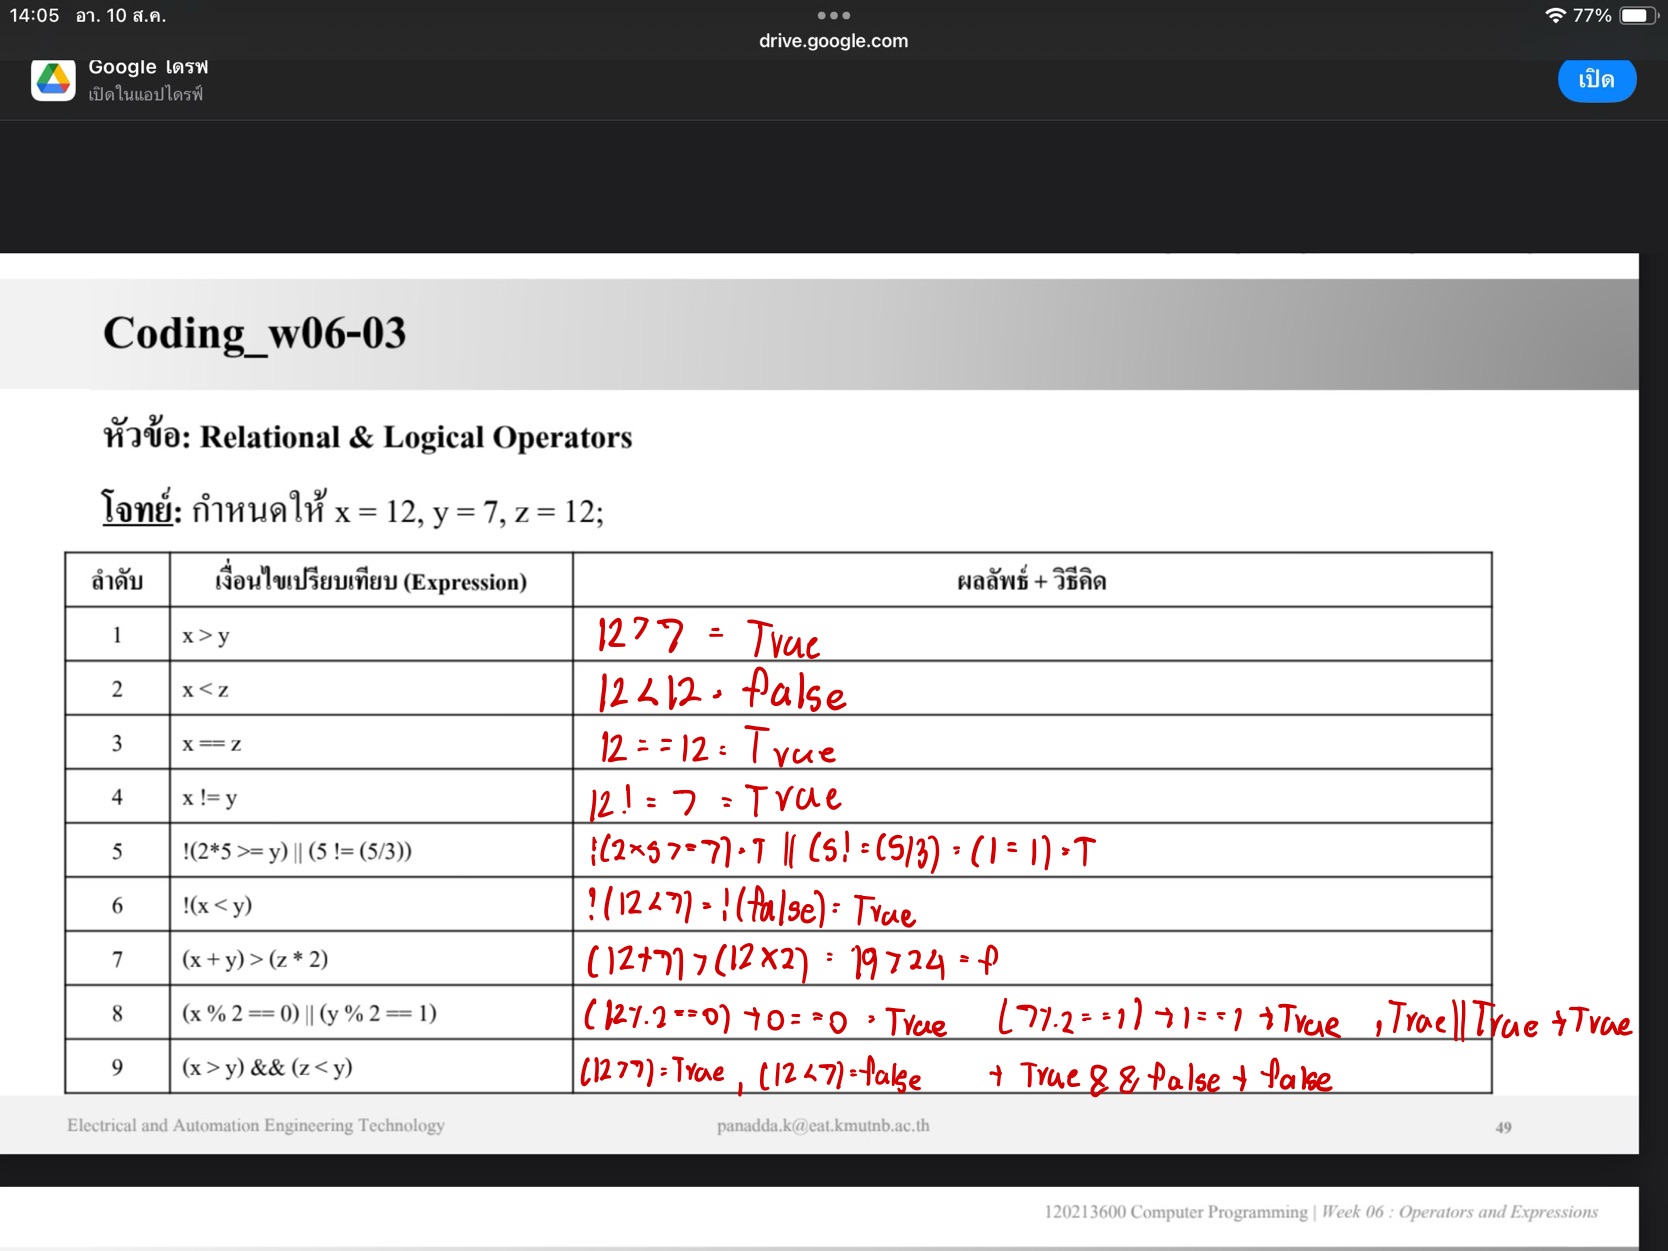 14:05 อา. 10 ส.ค.
77%
drive.google.com
Google ไดรฟ์
เปิดในแอปไดรฟ์
เปิด
Coding_w06-03
หัวข้อ: Relational & Logical Operators
โจทย์: กำหนดให้ x = 12, y = 7, z = 12;
ลำดับ เงื่อนไขเปรียบเทียบ (Expression) ผลลัพธ์ + วิธีคิด
1 x > y 12 > 7 = True
2 x < z 12 < 12 = false
3 x == z 12 == 12 = True
4 x != y 12 != 7 = True
5 !(2*5 >= y) || (5 != (5/3)) !(2×5 >= 7) = T || (5 != (5/3) = (1 = 1) = T
6 !(x < y) !(12 < 7) = !(false) = True
7 (x + y) > (z * 2) (12+7) > (12×2) = 19 > 24 = f
8 (x % 2 == 0) || (y % 2 == 1) (12%2 == 0) → 0 == 0 = True (7%2 == 1) → 1 == 1 → True , True || True → True
9 (x > y) && (z < y) (12 > 7) = True , (12 < 7) = false → True && false → false
Electrical and Automation Engineering Technology panadda.k@eat.kmutnb.ac.th 49
120213600 Computer Programming | Week 06 : Operators and Expressions